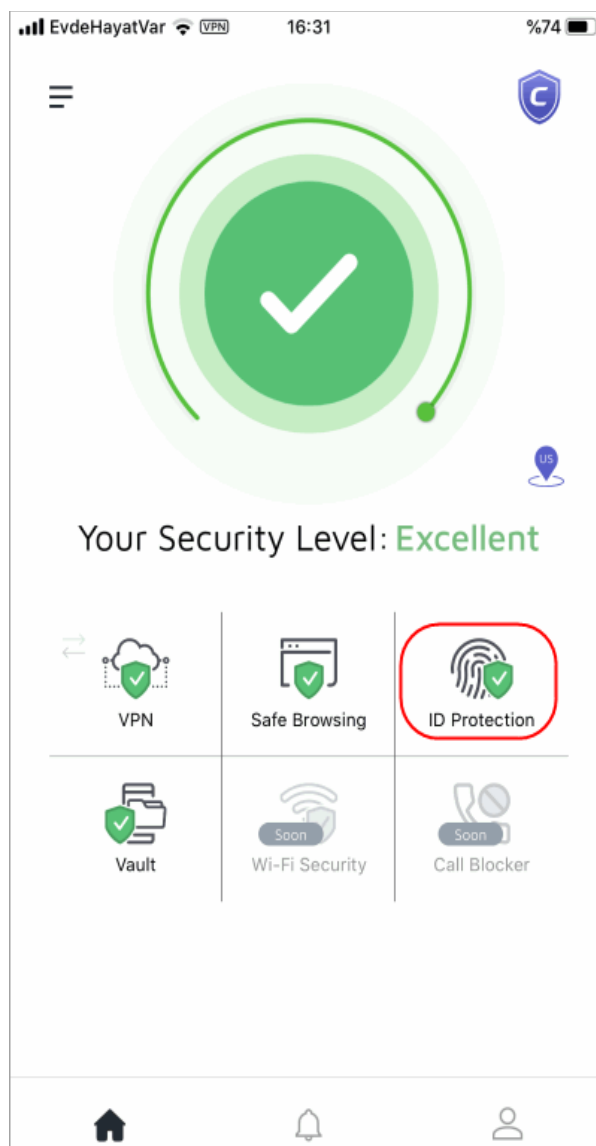 EvdeHayatVar VPN 16:31 %74
C
US
Your Security Level: Excellent
VPN Safe Browsing ID Protection
Soon Soon
Vault Wi-Fi Security Call Blocker